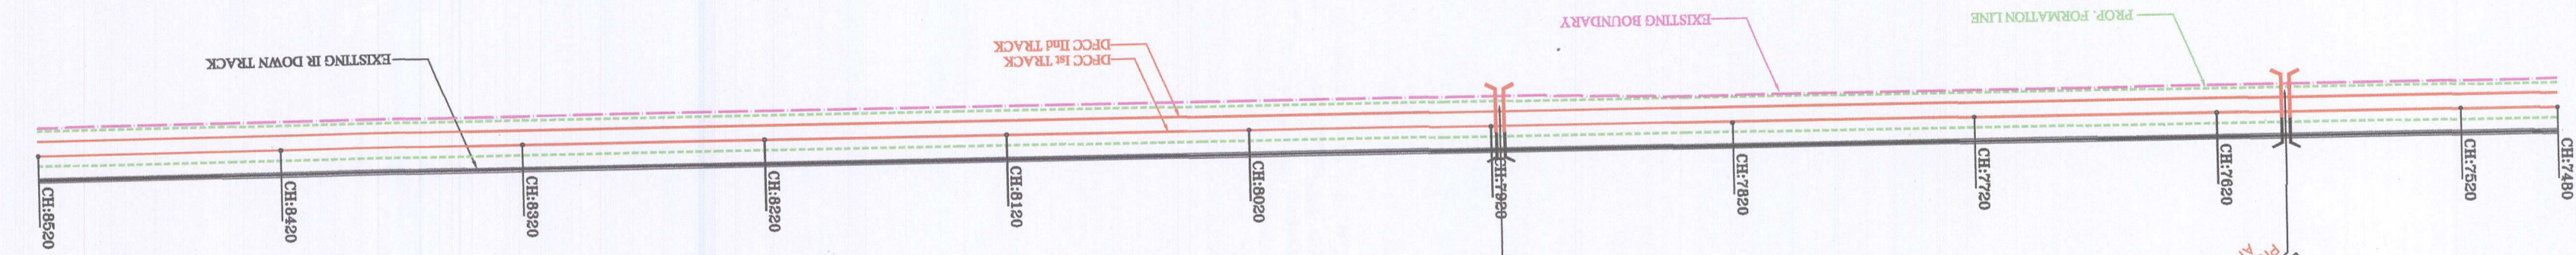 EXISTING IR DOWN TRACK
DFCC IInd TRACK
DFCC 1st TRACK
EXISTING BOUNDARY
PROP. FORMATION LINE
CH:8520
CH:8420
CH:8320
CH:8220
CH:8120
CH:8020
CH:7920
CH:7820
CH:7720
CH:7620
CH:7520
CH:7480